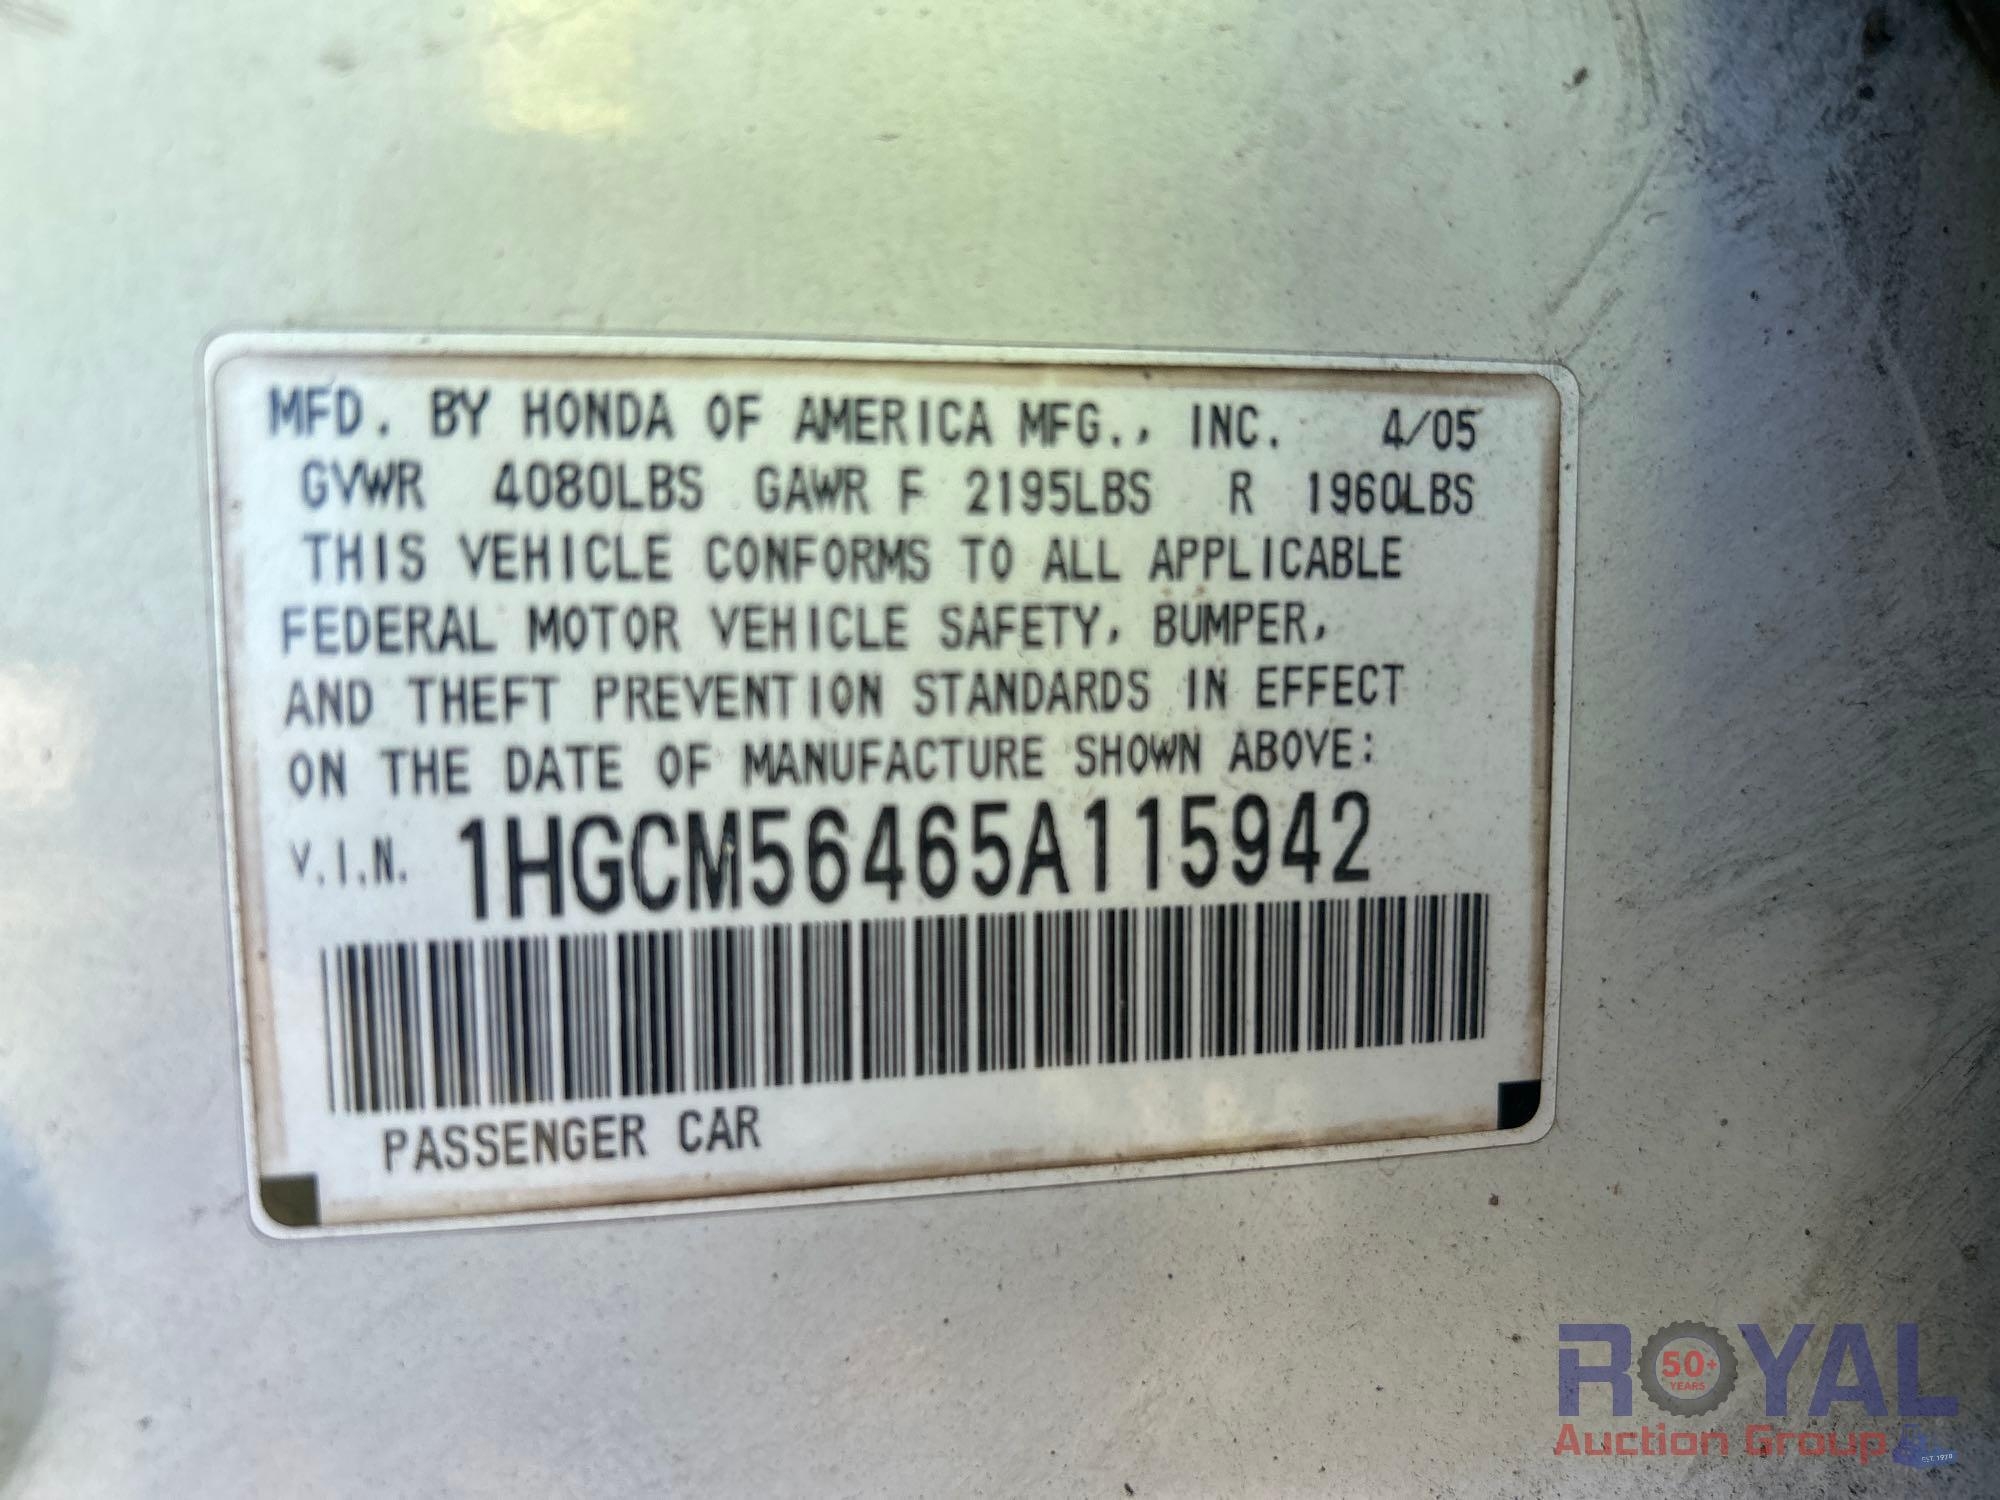 MFD. BY HONDA OF AMERICA MFG., INC. 4/05
GVWR 4080LBS GAWR F 2195LBS R 1960LBS
THIS VEHICLE CONFORMS TO ALL APPLICABLE
FEDERAL MOTOR VEHICLE SAFETY, BUMPER,
AND THEFT PREVENTION STANDARDS IN EFFECT
ON THE DATE OF MANUFACTURE SHOWN ABOVE:
V.I.N. 1HGCM56465A115942
PASSENGER CAR
ROYAL
50+
YEARS
Auction Group
EST. 1970